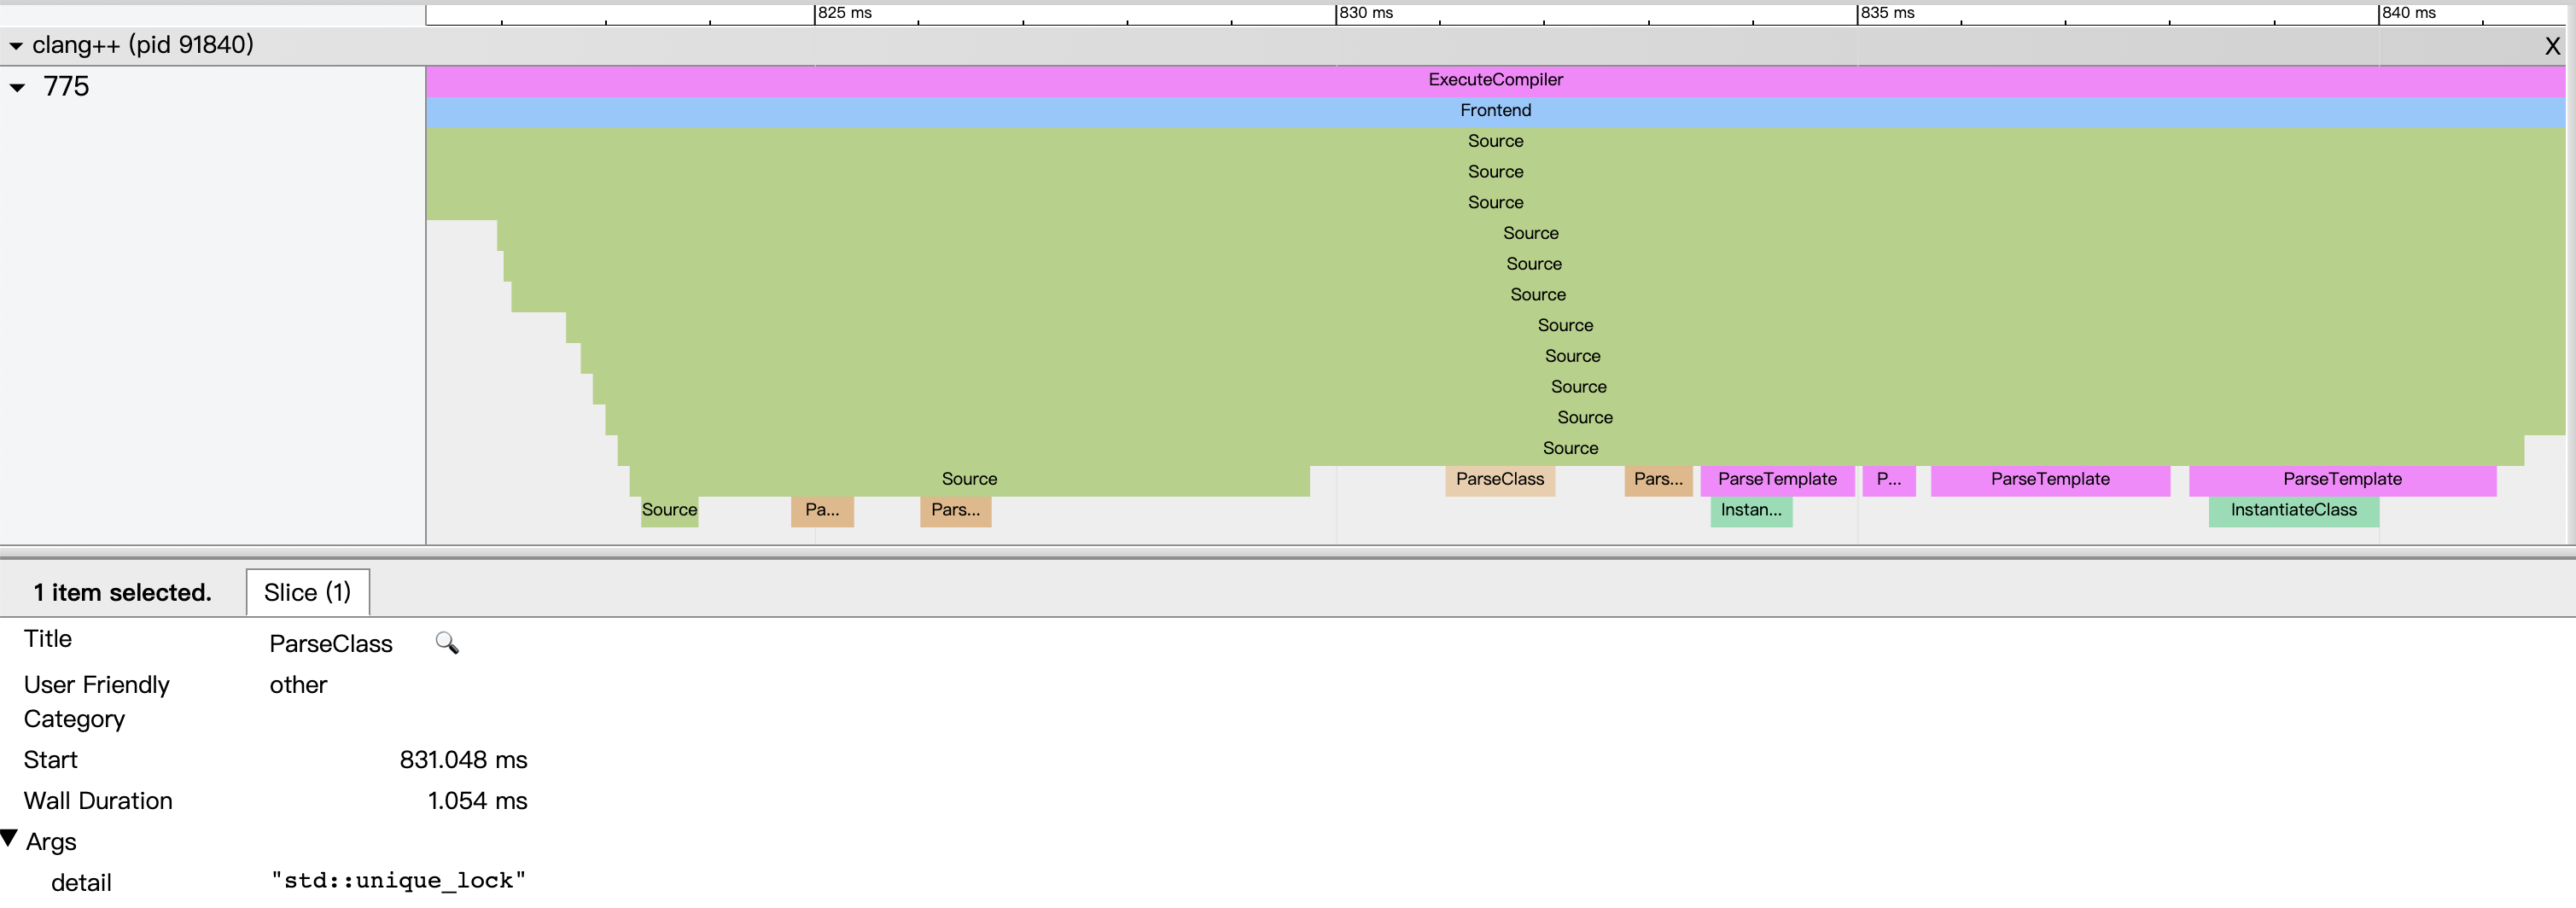 825 ms 830 ms 835 ms 840 ms
clang++ (pid 91840) X
775
ExecuteCompiler
Frontend
Source
Source
Source
Source
Source
Source
Source
Source
Source
Source
Source
Source ParseClass Pars... ParseTemplate P... ParseTemplate ParseTemplate
Source Pa... Pars... Instan... InstantiateClass
1 item selected. Slice (1)
Title ParseClass
User Friendly other
Category
Start 831.048 ms
Wall Duration 1.054 ms
Args
detail "std::unique_lock"